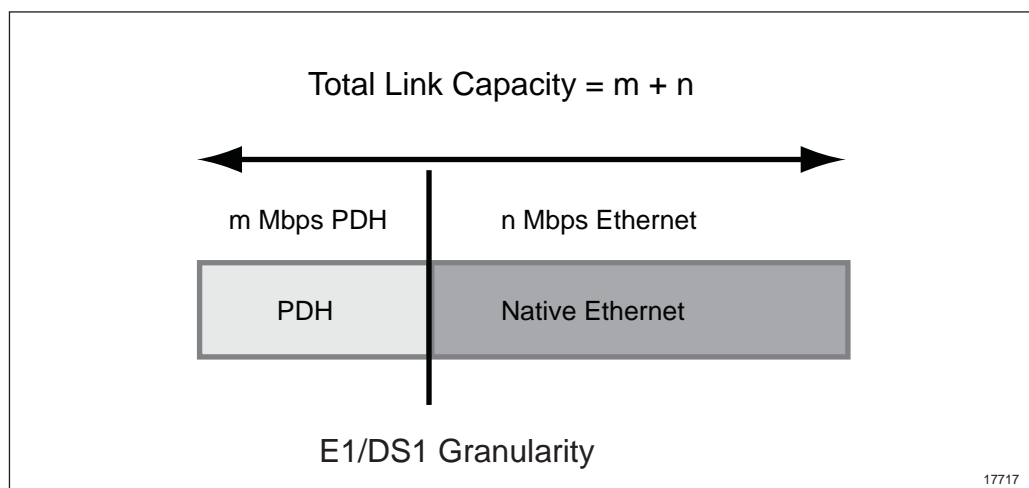 Total Link Capacity = m + n
m Mbps PDH
n Mbps Ethernet
PDH
Native Ethernet
E1/DS1 Granularity
17717